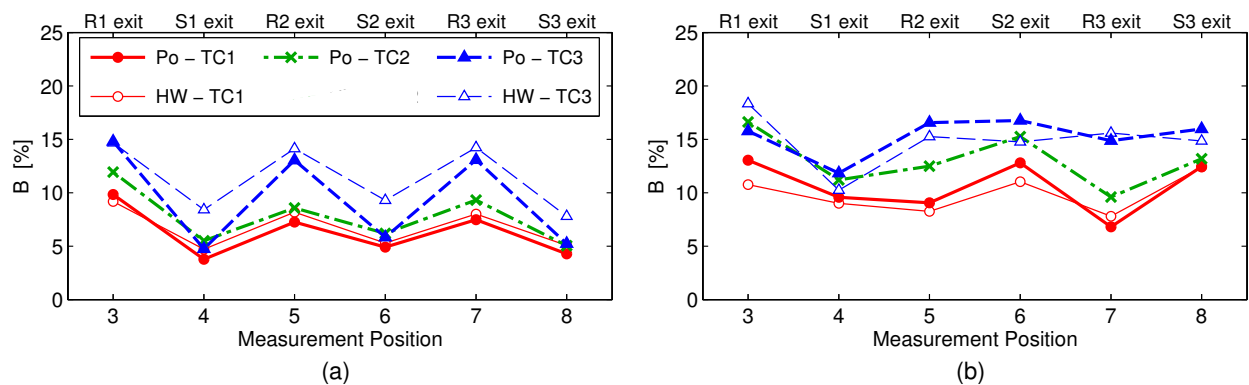 R1 exit S1 exit R2 exit S2 exit R3 exit S3 exit
25
20
15
10
5
0
B [%]
Po − TC1 Po − TC2 Po − TC3
HW − TC1 HW − TC3
3 4 5 6 7 8
Measurement Position
(a)
R1 exit S1 exit R2 exit S2 exit R3 exit S3 exit
25
20
15
10
5
0
B [%]
3 4 5 6 7 8
Measurement Position
(b)